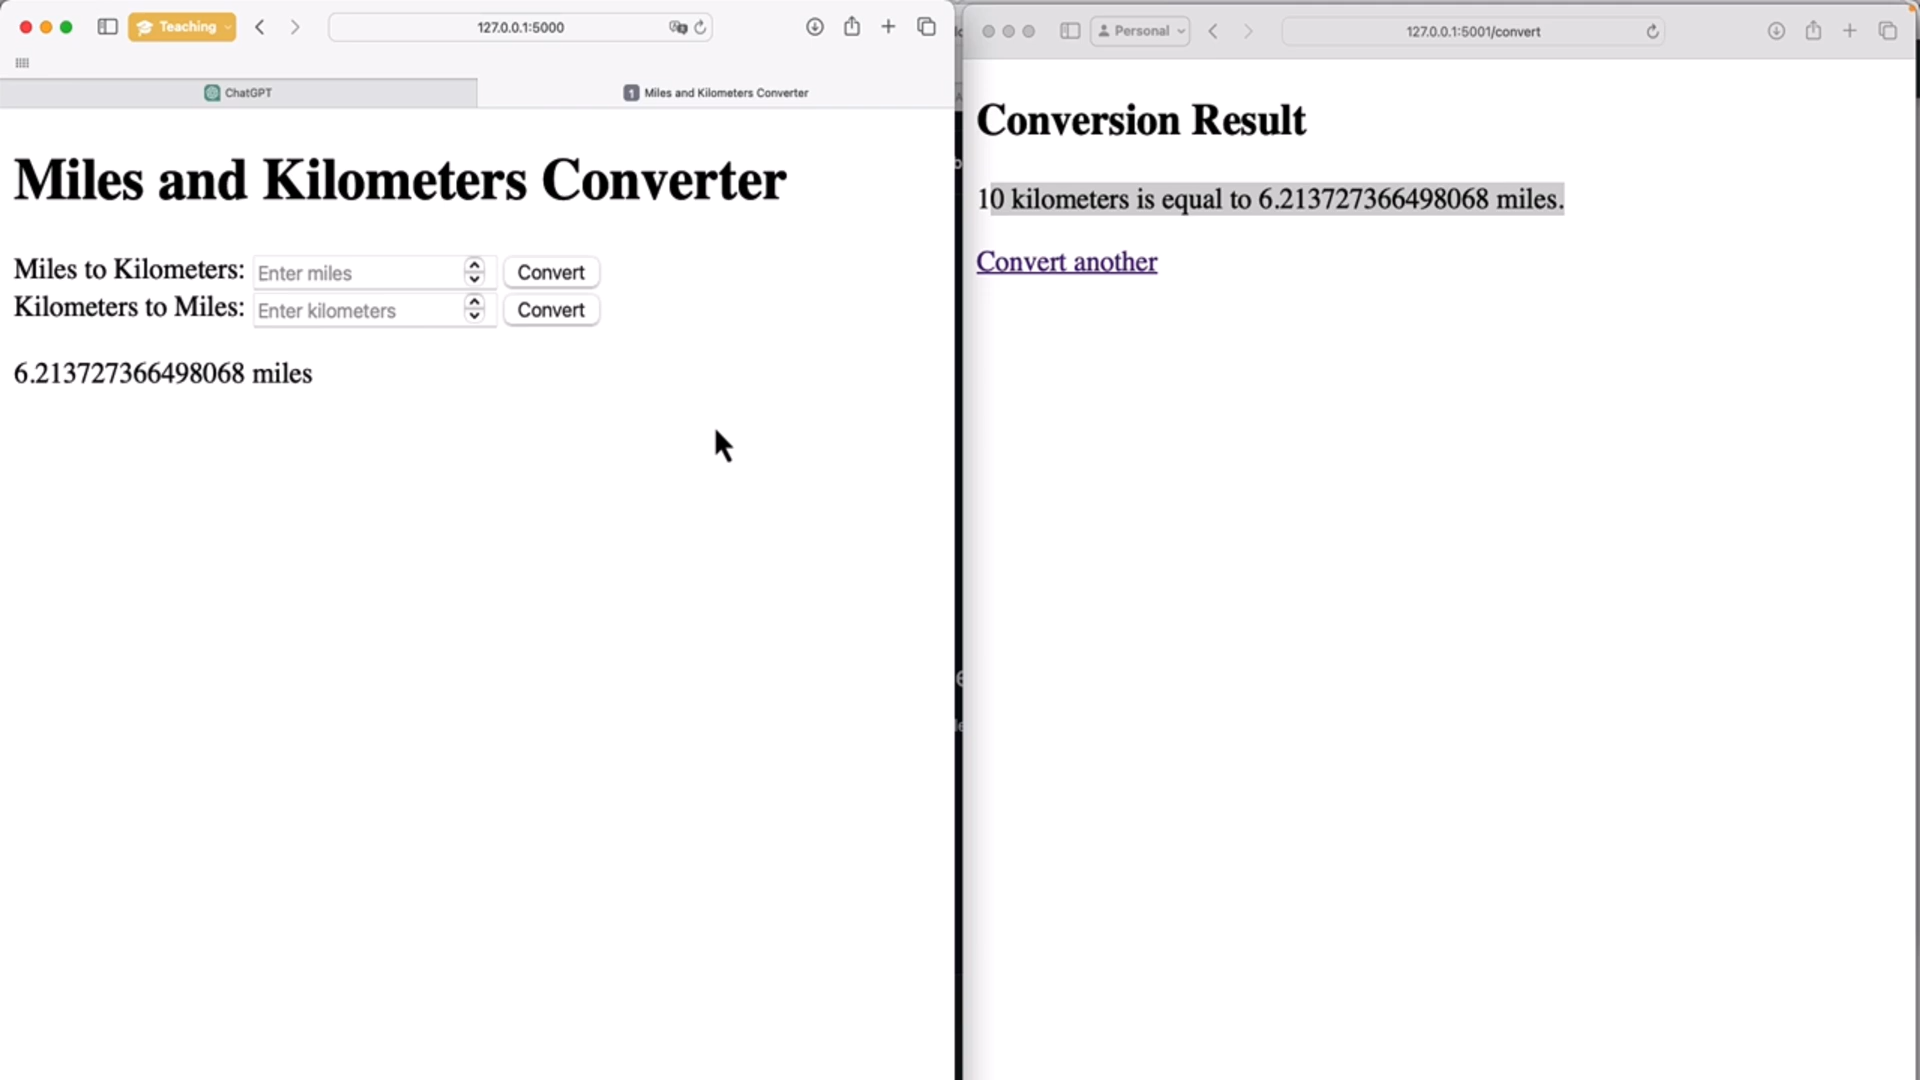 Teaching
127.0.0.1:5000
ChatGPT
1 Miles and Kilometers Converter
Miles and Kilometers Converter
Miles to Kilometers: Enter miles Convert
Kilometers to Miles: Enter kilometers Convert
6.213727366498068 miles
Personal
127.0.0.1:5001/convert
Conversion Result
10 kilometers is equal to 6.213727366498068 miles.
Convert another